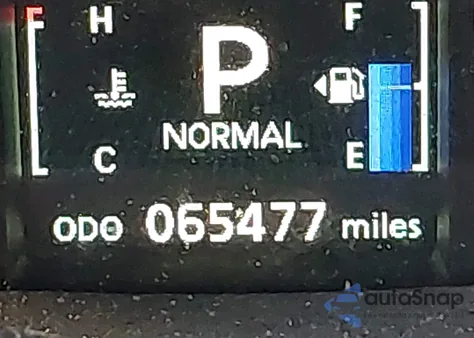 H F
P
NORMAL
C E
ODO 065477 miles
autoSnap